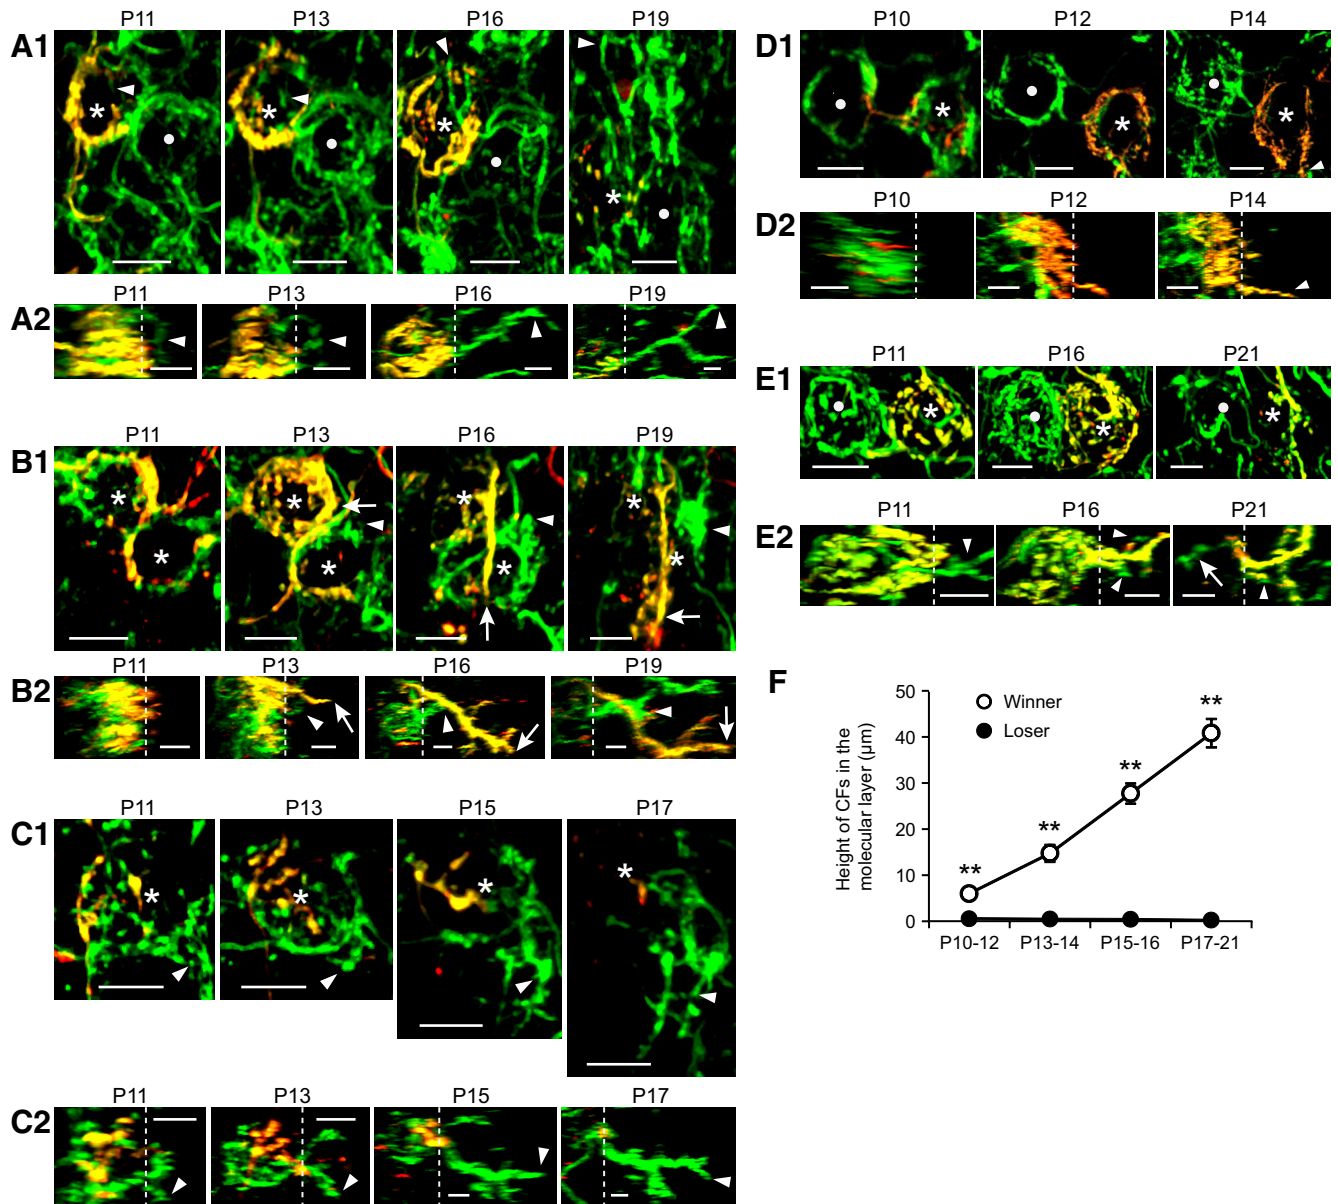 A1
P11 P13 P16 P19
* * * *
A2
P11 P13 P16 P19
B1
P11 P13 P16 P19
* * * * * * * *
B2
P11 P13 P16 P19
C1
P11 P13 P15 P17
* * * *
C2
P11 P13 P15 P17
D1
P10 P12 P14
* * *
D2
P10 P12 P14
E1
P11 P16 P21
* * *
E2
P11 P16 P21
F
Height of CFs in the
molecular layer (μm)
50
40
30
20
10
0
Winner
Loser
** ** ** **
P10-12 P13-14 P15-16 P17-21